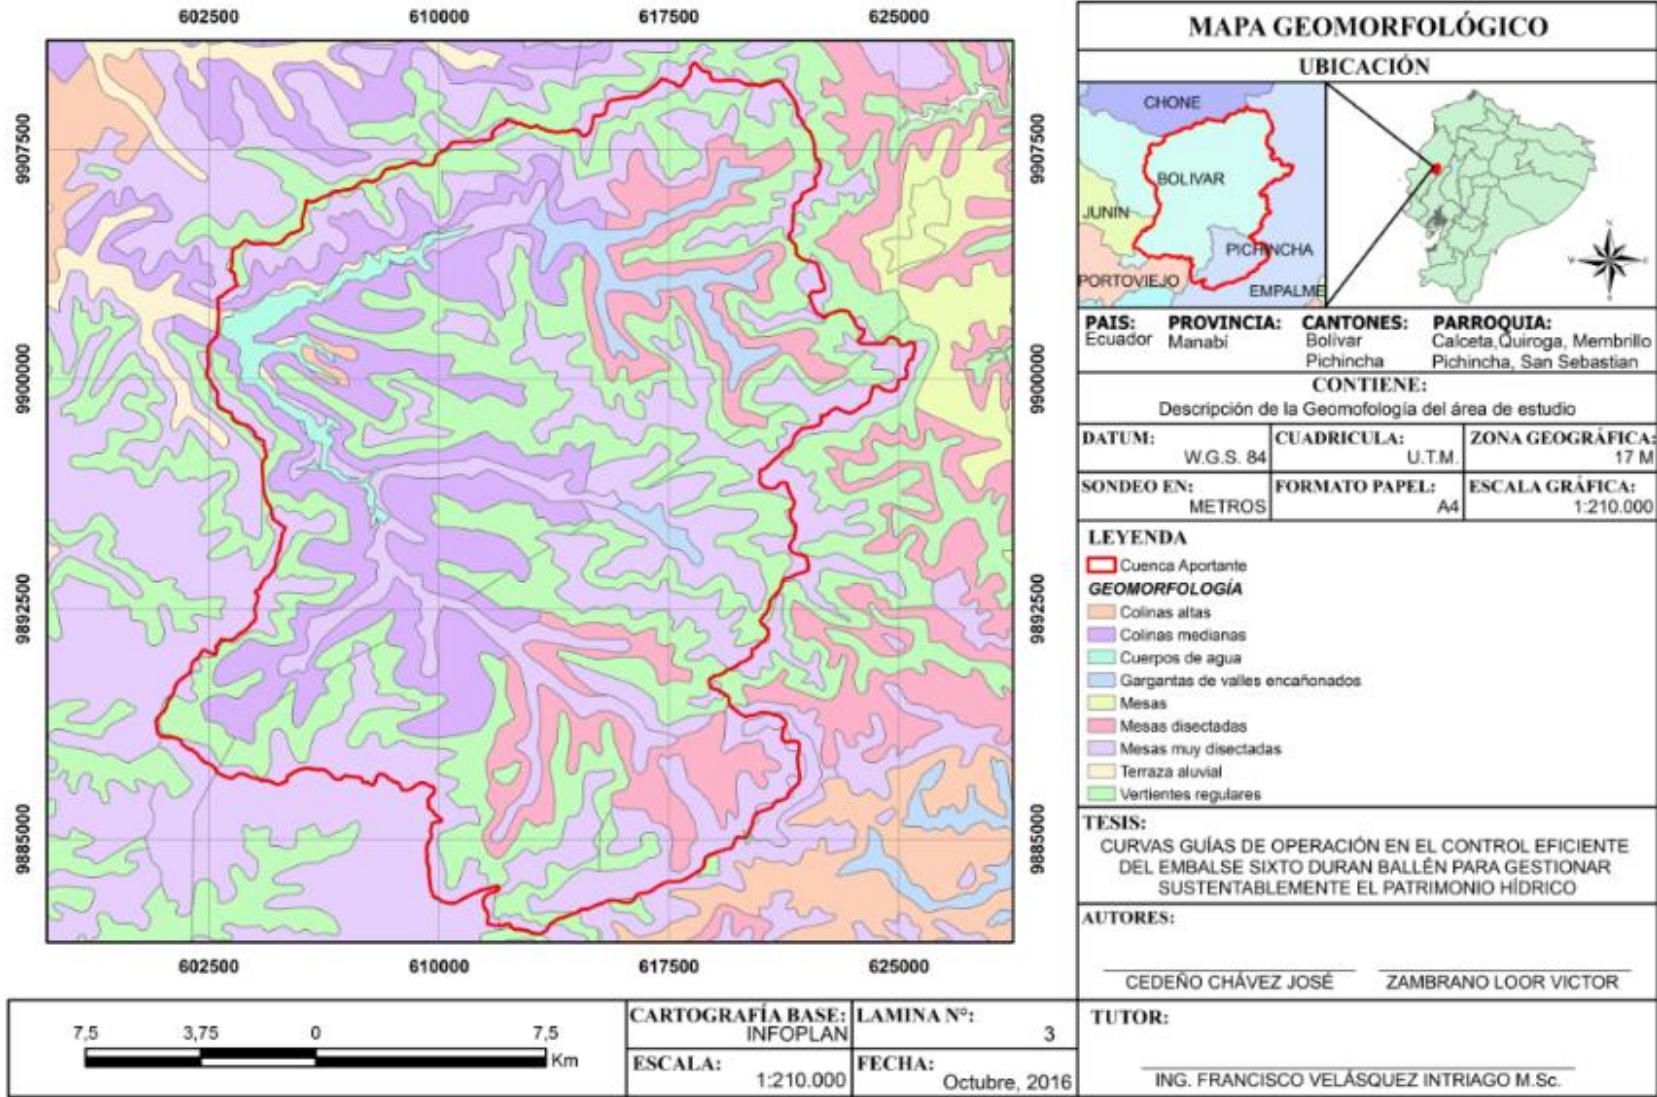 602500
610000
617500
625000
9907500
9900000
9892500
9885000
9907500
9900000
9892500
9885000
602500
610000
617500
625000
MAPA GEOMORFOLÓGICO
UBICACIÓN
CHONE
BOLIVAR
JUNIN
PICHINCHA
PORTOVIEJO
EMPALME
N
W
E
S
PAIS: PROVINCIA: CANTONES: PARROQUIA:
Ecuador Manabí Bolívar Calceta,Quiroga, Membrillo
Pichincha Pichincha, San Sebastian
CONTIENE:
Descripción de la Geomofología del área de estudio
DATUM: CUADRICULA: ZONA GEOGRÁFICA:
W.G.S. 84 U.T.M. 17 M
SONDEO EN: FORMATO PAPEL: ESCALA GRÁFICA:
METROS A4 1:210.000
LEYENDA
Cuenca Aportante
GEOMORFOLOGÍA
Colinas altas
Colinas medianas
Cuerpos de agua
Gargantas de valles encañonados
Mesas
Mesas disectadas
Mesas muy disectadas
Terraza aluvial
Vertientes regulares
TESIS:
CURVAS GUÍAS DE OPERACIÓN EN EL CONTROL EFICIENTE
DEL EMBALSE SIXTO DURAN BALLÉN PARA GESTIONAR
SUSTENTABLEMENTE EL PATRIMONIO HÍDRICO
AUTORES:
CEDEÑO CHÁVEZ JOSÉ ZAMBRANO LOOR VICTOR
TUTOR:
ING. FRANCISCO VELÁSQUEZ INTRIAGO M.Sc.
7,5 3,75 0 7,5
Km
CARTOGRAFÍA BASE: LAMINA N°:
INFOPLAN 3
ESCALA: FECHA:
1:210.000 Octubre, 2016